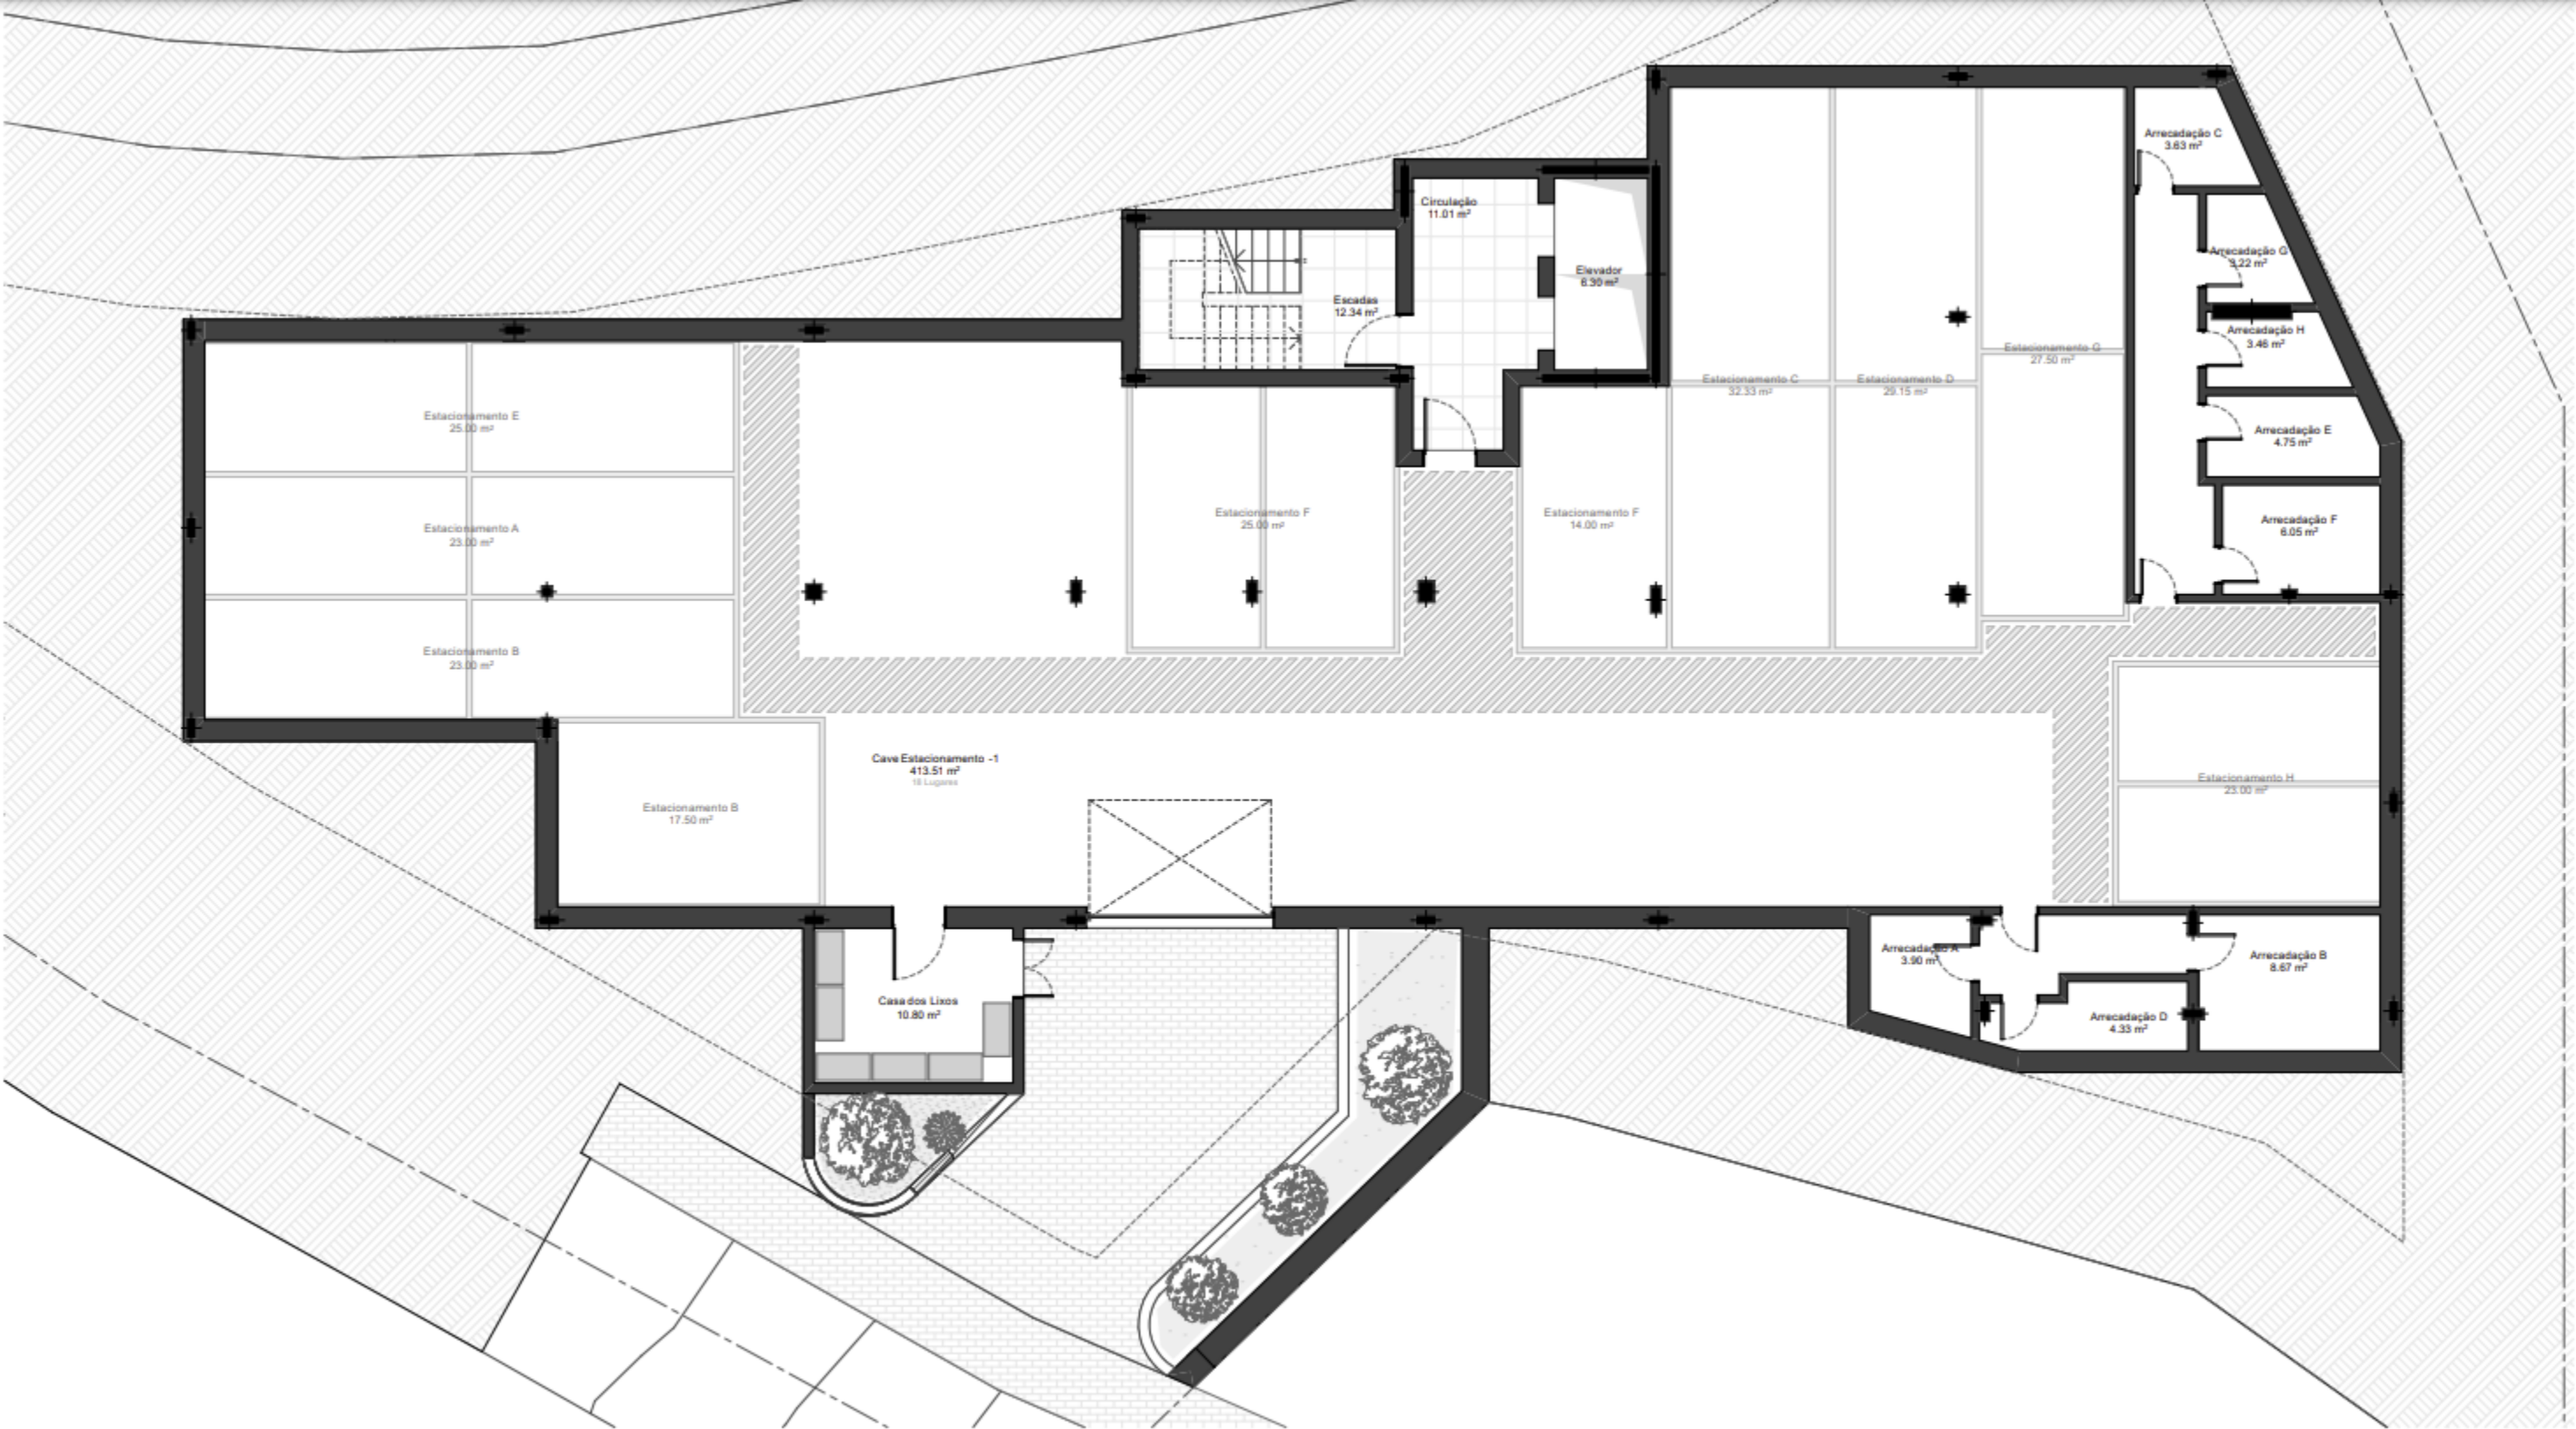 Arrecadação C
3.63 m²
Circulação
11.01 m²
Arrecadação G
3.22 m²
Elevador
6.30 m²
Escadas
12.34 m²
Arrecadação H
3.46 m²
Estacionamento G
27.50 m²
Estacionamento C
32.33 m²
Estacionamento D
29.15 m²
Estacionamento E
25.00 m²
Arrecadação E
4.75 m²
Estacionamento A
23.00 m²
Estacionamento F
25.00 m²
Estacionamento F
14.00 m²
Arrecadação F
6.05 m²
Estacionamento B
23.00 m²
Cave Estacionamento -1
413.51 m²
18 Lugares
Estacionamento H
23.00 m²
Estacionamento B
17.50 m²
Arrecadação A
3.90 m²
Arrecadação B
8.67 m²
Casa dos Lixos
10.80 m²
Arrecadação D
4.33 m²